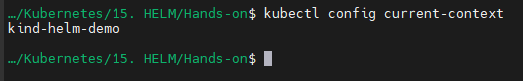 …/Kubernetes/15. HELM/Hands-on$ kubectl config current-context
kind-helm-demo
…/Kubernetes/15. HELM/Hands-on$